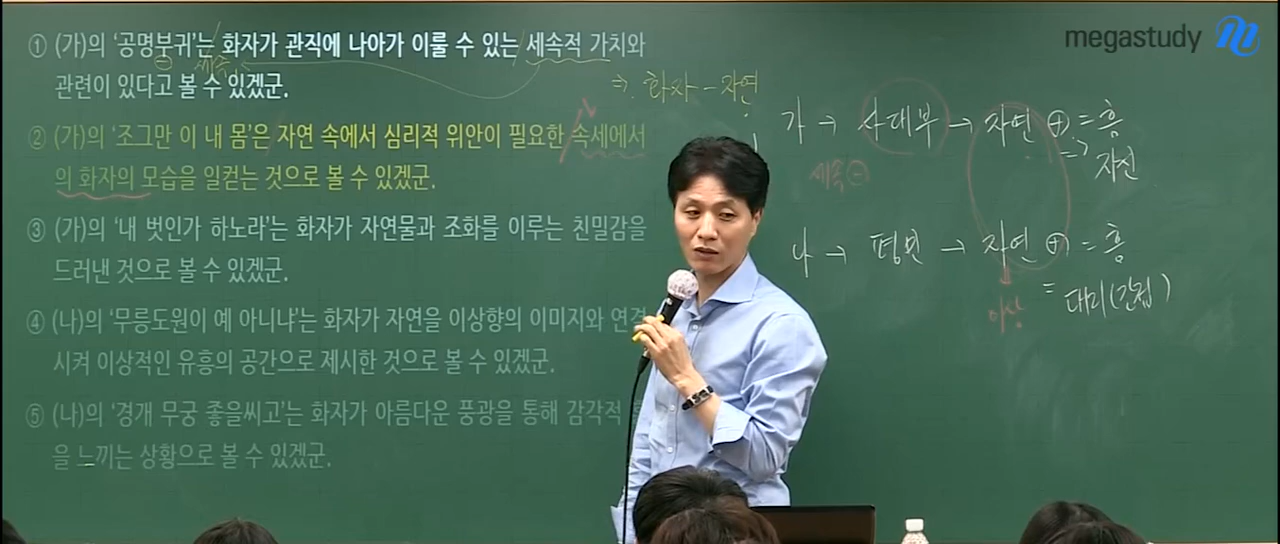 megastudy
① (가)의 ‘공명부귀’는 화자가 관직에 나아가 이룰 수 있는 세속적 가치와
관련이 있다고 볼 수 있겠군.
② (가)의 ‘조그만 이 내 몸’은 자연 속에서 심리적 위안이 필요한 속세에서
의 화자의 모습을 일컫는 것으로 볼 수 있겠군.
③ (가)의 ‘내 벗인가 하노라’는 화자가 자연물과 조화를 이루는 친밀감을
드러낸 것으로 볼 수 있겠군.
④ (나)의 ‘무릉도원이 예 아니냐’는 화자가 자연을 이상향의 이미지와 연결
시켜 이상적인 유흥의 공간으로 제시한 것으로 볼 수 있겠군.
⑤ (나)의 ‘경개 무궁 좋을씨고’는 화자가 아름다운 풍광을 통해 감각적
을 느끼는 상황으로 볼 수 있겠군.
⊖ 세속
⇒ 화자 - 자연
가 → 사대부 → 자연 ⊕ = 흥
세속 ⊖ ⇒ 자신
나 → 평민 → 자연 ⊕ = 흥
이상 = 대비(간접)